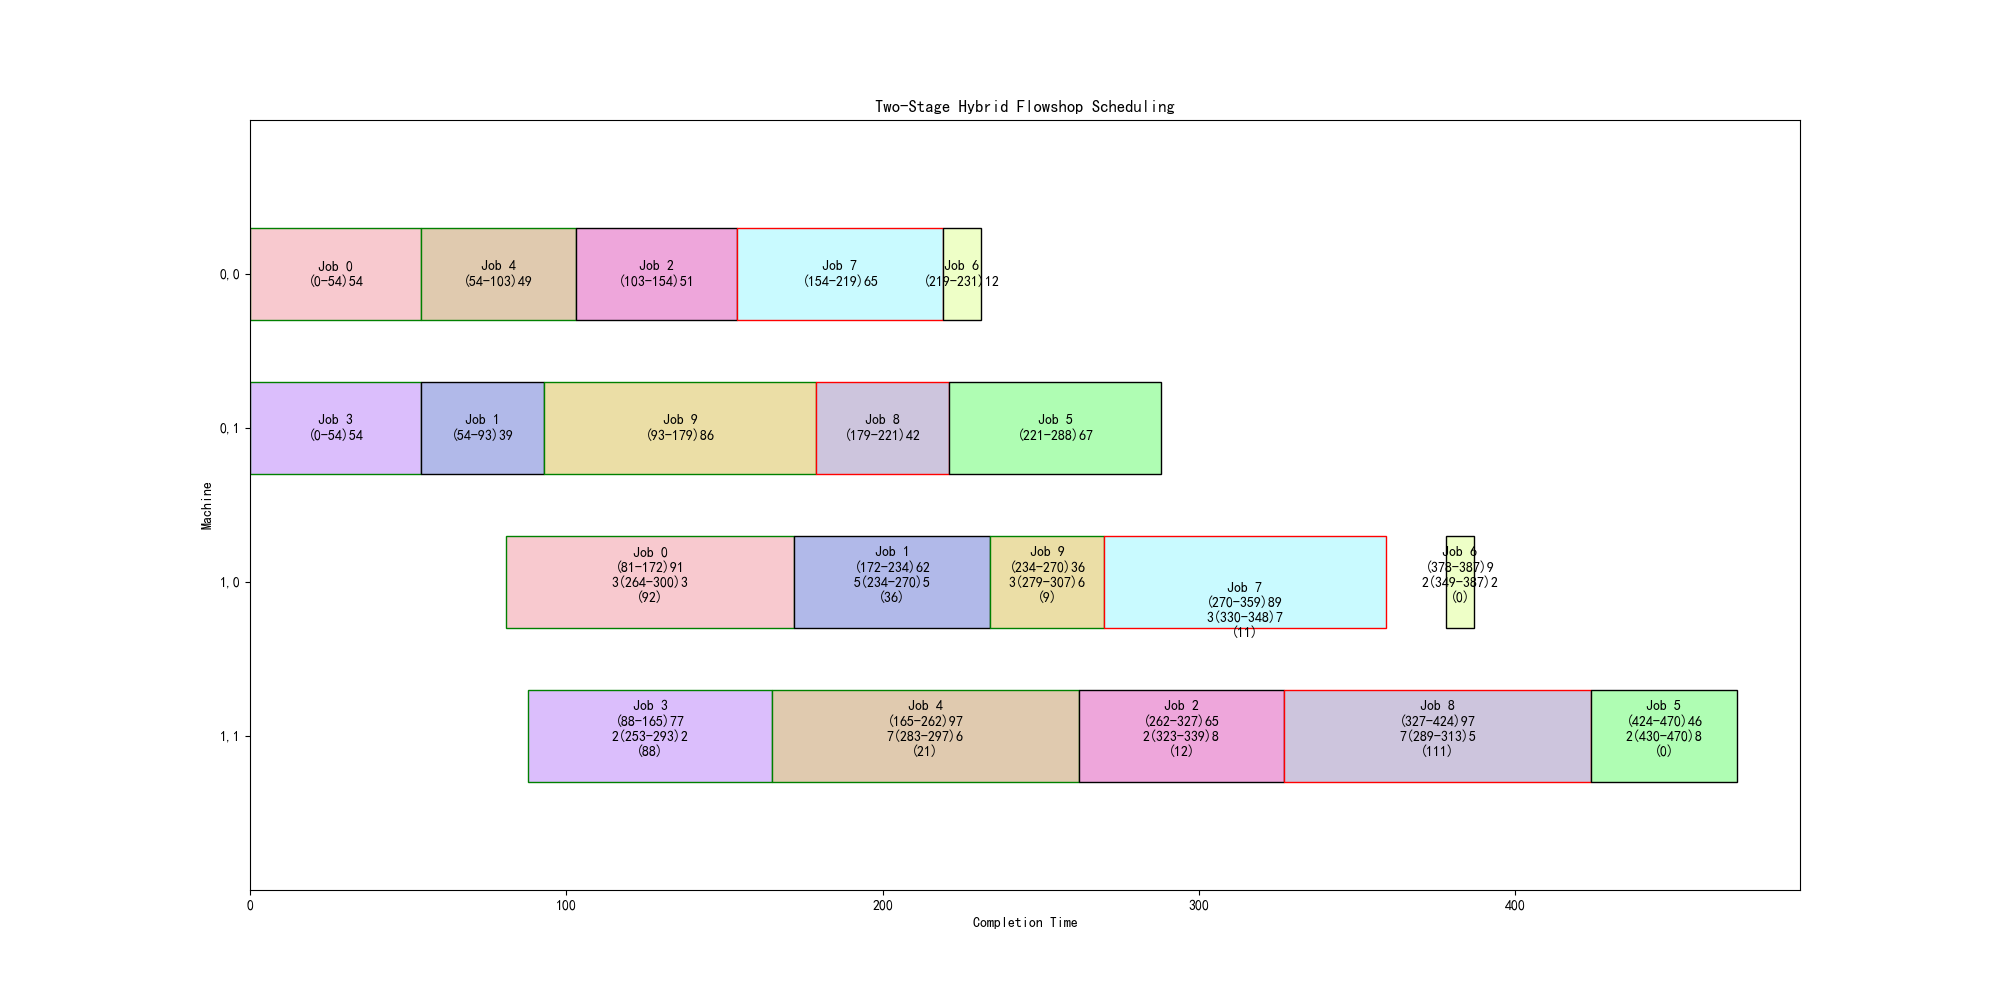 Two-Stage Hybrid Flowshop Scheduling
0,0
Job 0
(0-54)54
Job 4
(54-103)49
Job 2
(103-154)51
Job 7
(154-219)65
Job 6
(219-231)12
0,1
Job 3
(0-54)54
Job 1
(54-93)39
Job 9
(93-179)86
Job 8
(179-221)42
Job 5
(221-288)67
Machine
1,0
Job 0
(81-172)91
3(264-300)3
(92)
Job 1
(172-234)62
5(234-270)5
(36)
Job 9
(234-270)36
3(279-307)6
(9)
Job 7
(270-359)89
3(330-348)7
(11)
Job 6
(378-387)9
2(349-387)2
(0)
1,1
Job 3
(88-165)77
2(253-293)2
(88)
Job 4
(165-262)97
7(283-297)6
(21)
Job 2
(262-327)65
2(323-339)8
(12)
Job 8
(327-424)97
7(289-313)5
(111)
Job 5
(424-470)46
2(430-470)8
(0)
0
100
200
300
400
Completion Time